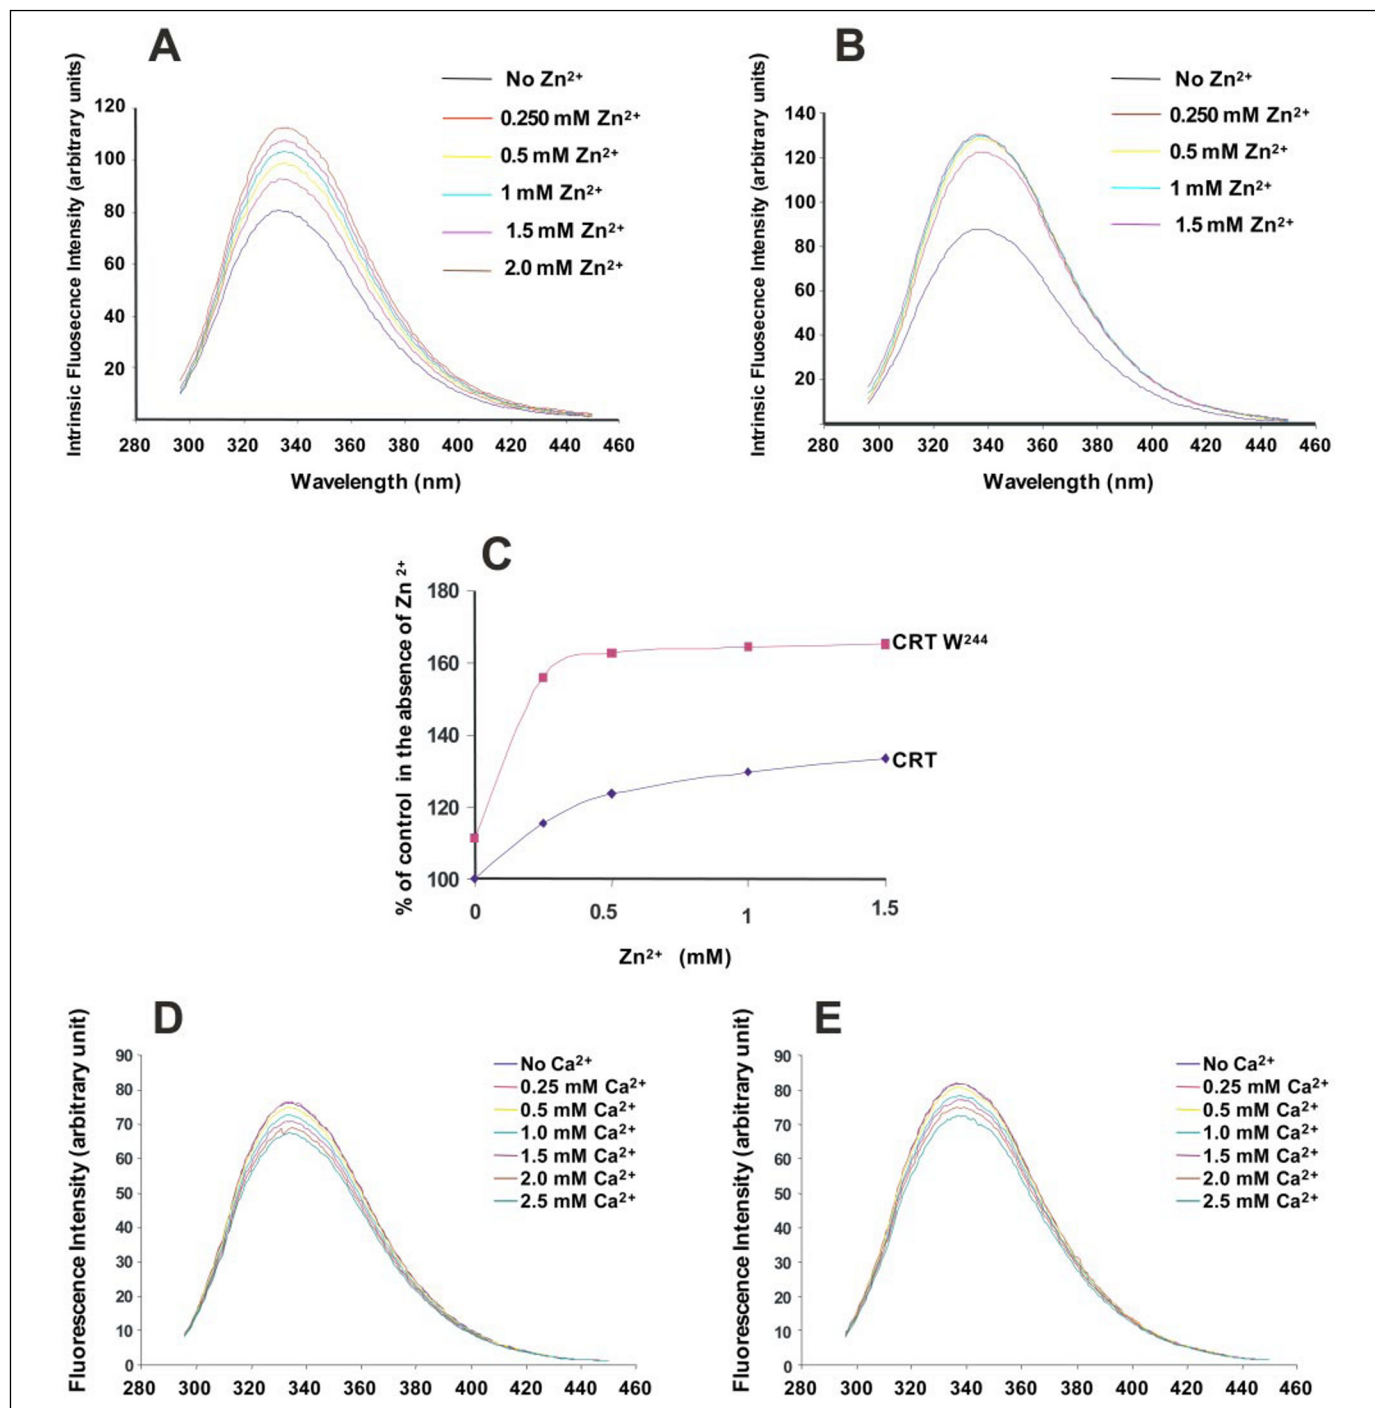 A
Intrinsic Fluosecnce Intensity (arbitrary units)
120
100
80
60
40
20
280 300 320 340 360 380 400 420 440 460
Wavelength (nm)
No Zn²⁺
0.250 mM Zn²⁺
0.5 mM Zn²⁺
1 mM Zn²⁺
1.5 mM Zn²⁺
2.0 mM Zn²⁺
B
Intrinsic Fluosecnce Intensity (arbitrary units)
140
120
100
80
60
40
20
280 300 320 340 360 380 400 420 440 460
Wavelength (nm)
No Zn²⁺
0.250 mM Zn²⁺
0.5 mM Zn²⁺
1 mM Zn²⁺
1.5 mM Zn²⁺
C
% of control in the absence of Zn ²⁺
180
160
140
120
100
0 0.5 1 1.5
Zn²⁺ (mM)
CRT W²⁴⁴
CRT
D
Fluorescence Intensity (arbitrary unit)
90
80
70
60
50
40
30
20
10
0
280 300 320 340 360 380 400 420 440 460
No Ca²⁺
0.25 mM Ca²⁺
0.5 mM Ca²⁺
1.0 mM Ca²⁺
1.5 mM Ca²⁺
2.0 mM Ca²⁺
2.5 mM Ca²⁺
E
Fluorescence Intensity (arbitrary unit)
90
80
70
60
50
40
30
20
10
0
280 300 320 340 360 380 400 420 440 460
No Ca²⁺
0.25 mM Ca²⁺
0.5 mM Ca²⁺
1.0 mM Ca²⁺
1.5 mM Ca²⁺
2.0 mM Ca²⁺
2.5 mM Ca²⁺